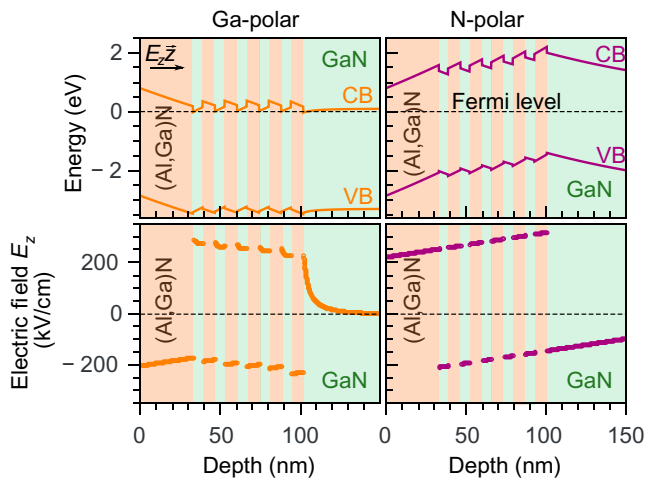 Ga-polar
N-polar
E_z z⃗
GaN
CB
(Al,Ga)N
VB
CB
Fermi level
(Al,Ga)N
VB
GaN
Energy (eV)
2
0
−2
(Al,Ga)N
GaN
(Al,Ga)N
GaN
Electric field E_z
(kV/cm)
200
0
−200
0
50
100
0
50
100
150
Depth (nm)
Depth (nm)